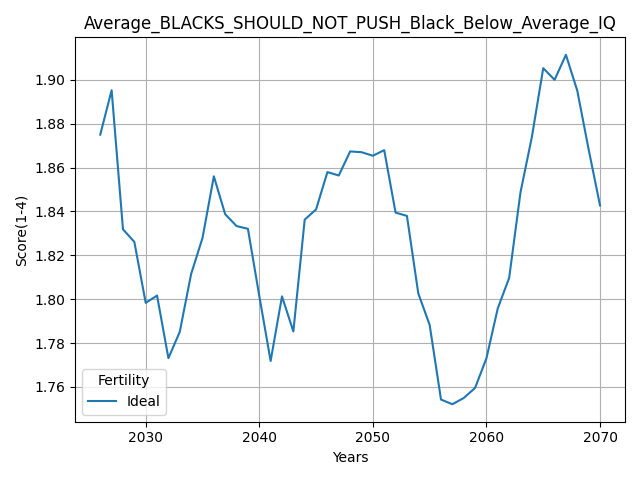 Average_BLACKS_SHOULD_NOT_PUSH_Black_Below_Average_IQ
Score(1-4)
1.90
1.88
1.86
1.84
1.82
1.80
1.78
1.76
Fertility
Ideal
2030 2040 2050 2060 2070
Years